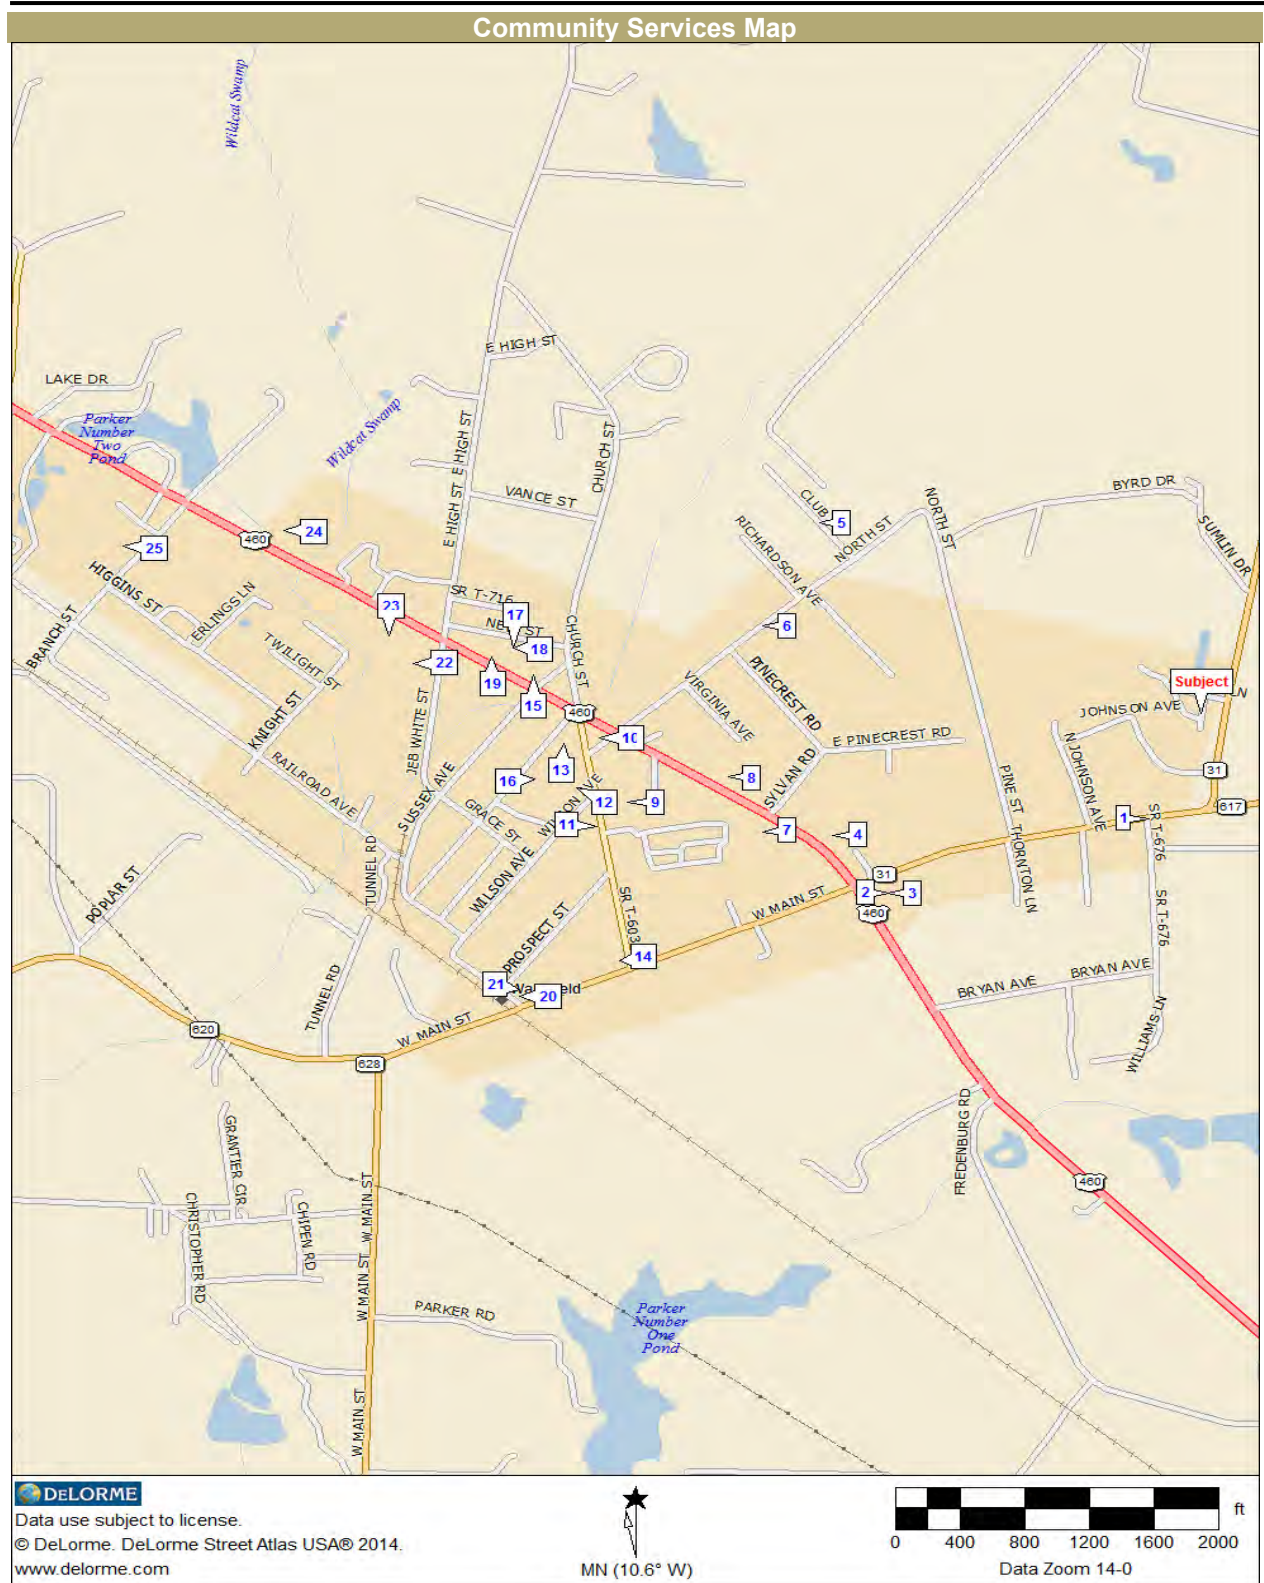 Community Services Map
Wildcat Swamp
LAKE DR
Parker
Number
Two
Pond
Wildcat Swamp
E HIGH ST
E HIGH ST
E HIGH ST
CHURCH ST
VANCE ST
BYRD DR
SUMLIN DR
NORTH ST
CLUB
5
NORTH ST
RICHARDSON AVE
24
460
25
HIGGINS ST
ERLINGS LN
BRANCH ST
TWILIGHT ST
KNIGHT ST
23
SR T-716
17
18
CHURCH ST
22
19
15
460
6
PINECREST RD
VIRGINIA AVE
E PINECREST RD
Subject
LN
JOHNSON AVE
N JOHNSON AVE
31
617
JEB WHITE ST
RAILROAD AVE
SUSSEX AVE
10
13
16
12
9
8
SYLVAN RD
7
4
11
GRACE ST
WILSON AVE
WILSON AVE
PINE ST
THORNTON LN
1
SR T-676
SR T-676
POPLAR ST
TUNNEL RD
TUNNEL RD
PROSPECT ST
SR T-603
14
W MAIN ST
31
2
3
460
21
20
W MAIN ST
620
628
BRYAN AVE
BRYAN AVE
WILLIAMS LN
FREDENBURG RD
460
GRANTIER CIR
CHRISTOPHER RD
CHIPEN RD
W MAIN ST
W MAIN ST
W MAIN ST
PARKER RD
Parker
Number
One
Pond
DELORME
Data use subject to license.
© DeLorme. DeLorme Street Atlas USA® 2014.
www.delorme.com
MN (10.6° W)
ft
0 400 800 1200 1600 2000
Data Zoom 14-0